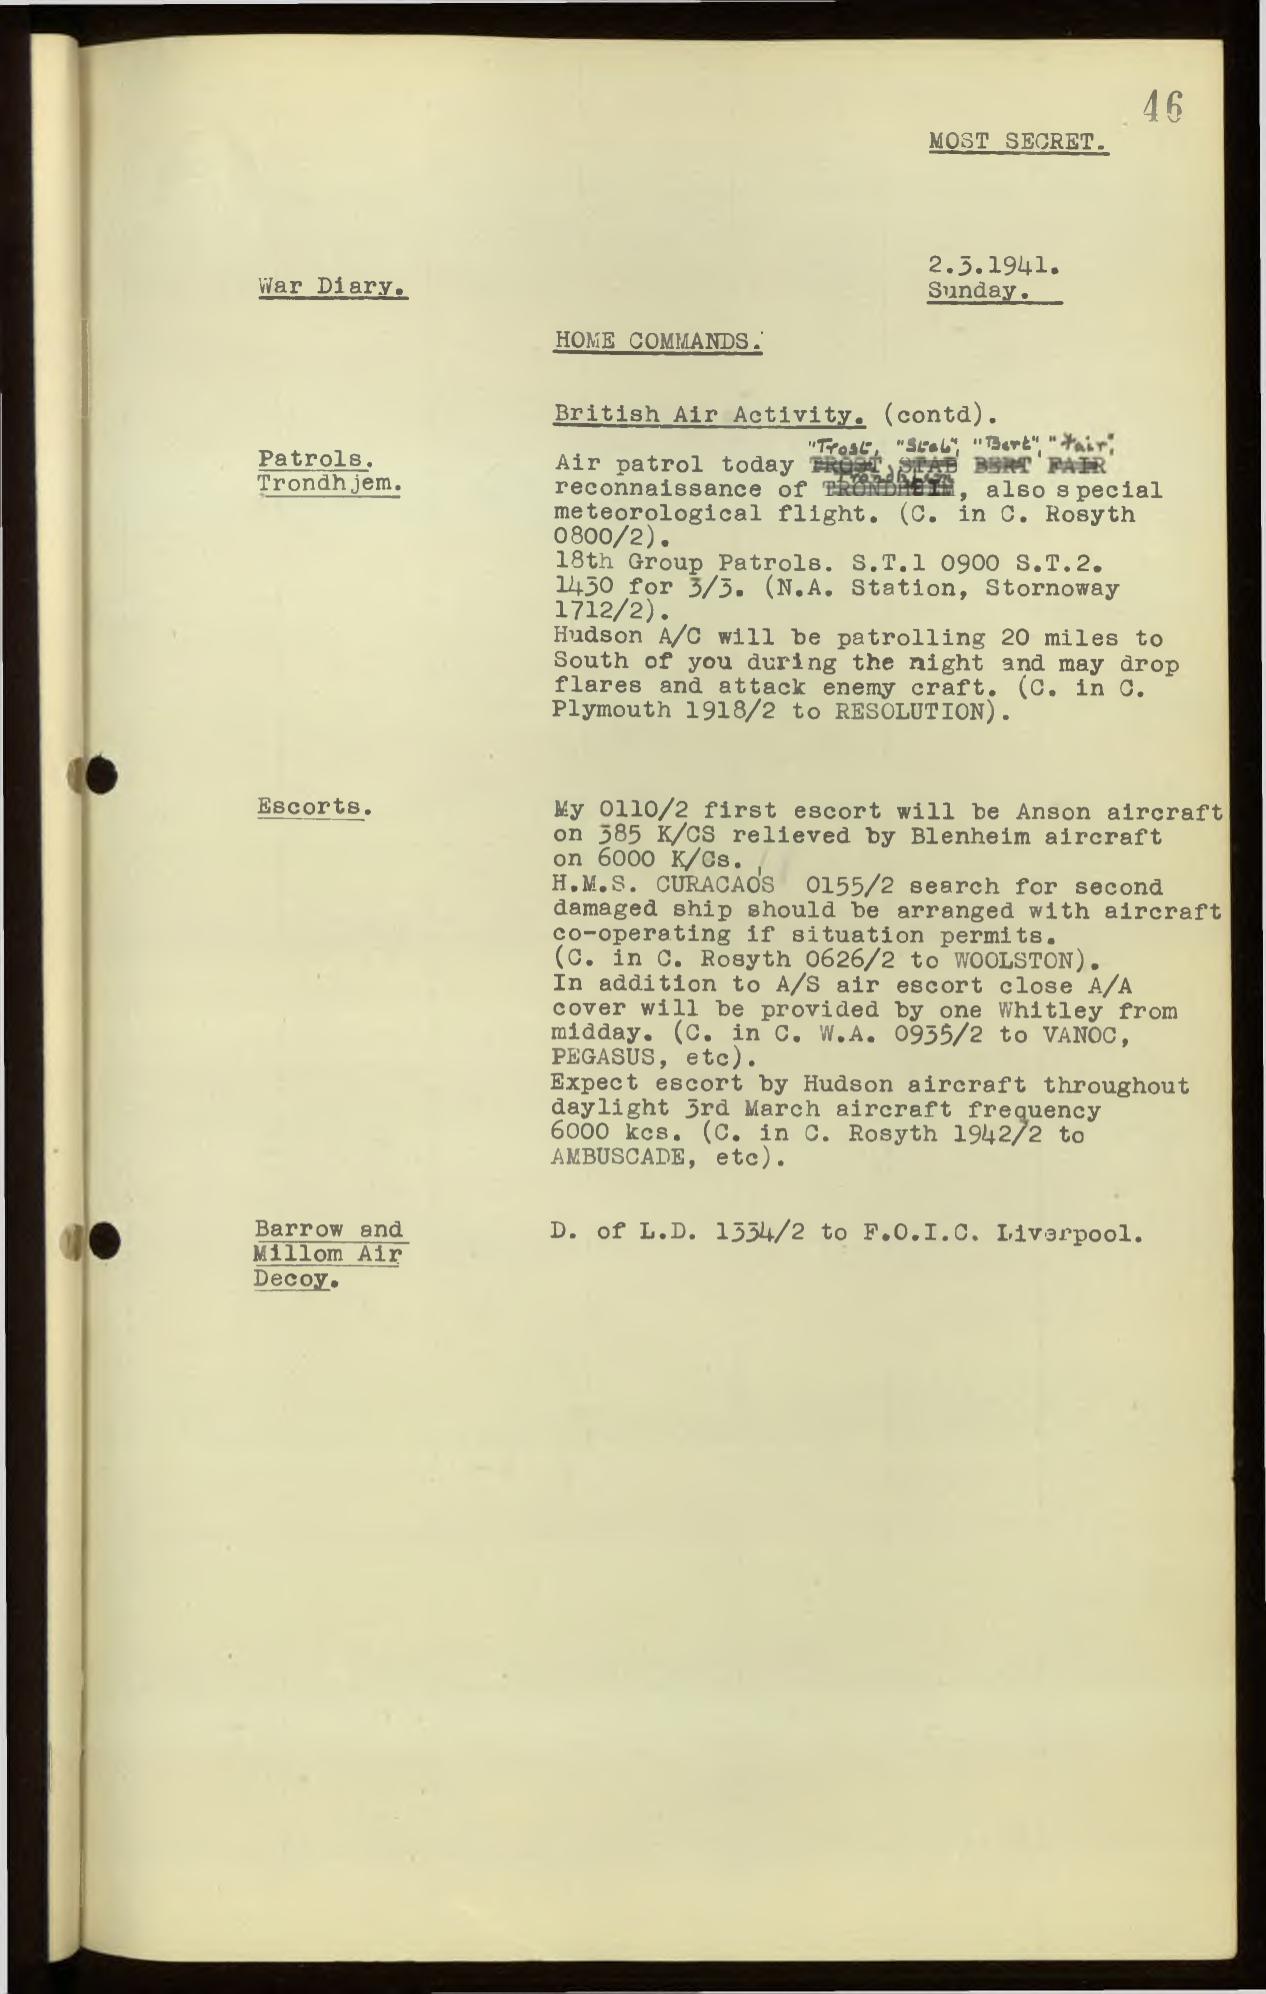 46
MOST SECRET.
2.3.1941.
War Diary.
Sunday.
HOME COMMANDS.
British Air Activity. (contd).
"Trost", "Stab", "Bert", "Fair",
Patrols.
Air patrol today TROST, STAB BERT FAIR
Trondhjem.
Trondhjem
reconnaissance of TRONDHEIM, also special
meteorological flight. (C. in C. Rosyth
0800/2).
18th Group Patrols. S.T.1 0900 S.T.2.
1430 for 3/3. (N.A. Station, Stornoway
1712/2).
Hudson A/C will be patrolling 20 miles to
South of you during the night and may drop
flares and attack enemy craft. (C. in C.
Plymouth 1918/2 to RESOLUTION).
Escorts.
My 0110/2 first escort will be Anson aircraft
on 385 K/CS relieved by Blenheim aircraft
on 6000 K/Cs.
H.M.S. CURACAO'S 0155/2 search for second
damaged ship should be arranged with aircraft
co-operating if situation permits.
(C. in C. Rosyth 0626/2 to WOOLSTON).
In addition to A/S air escort close A/A
cover will be provided by one Whitley from
midday. (C. in C. W.A. 0935/2 to VANOC,
PEGASUS, etc).
Expect escort by Hudson aircraft throughout
daylight 3rd March aircraft frequency
6000 kcs. (C. in C. Rosyth 1942/2 to
AMBUSCADE, etc).
Barrow and
Millom Air
Decoy.
D. of L.D. 1334/2 to F.O.I.C. Liverpool.